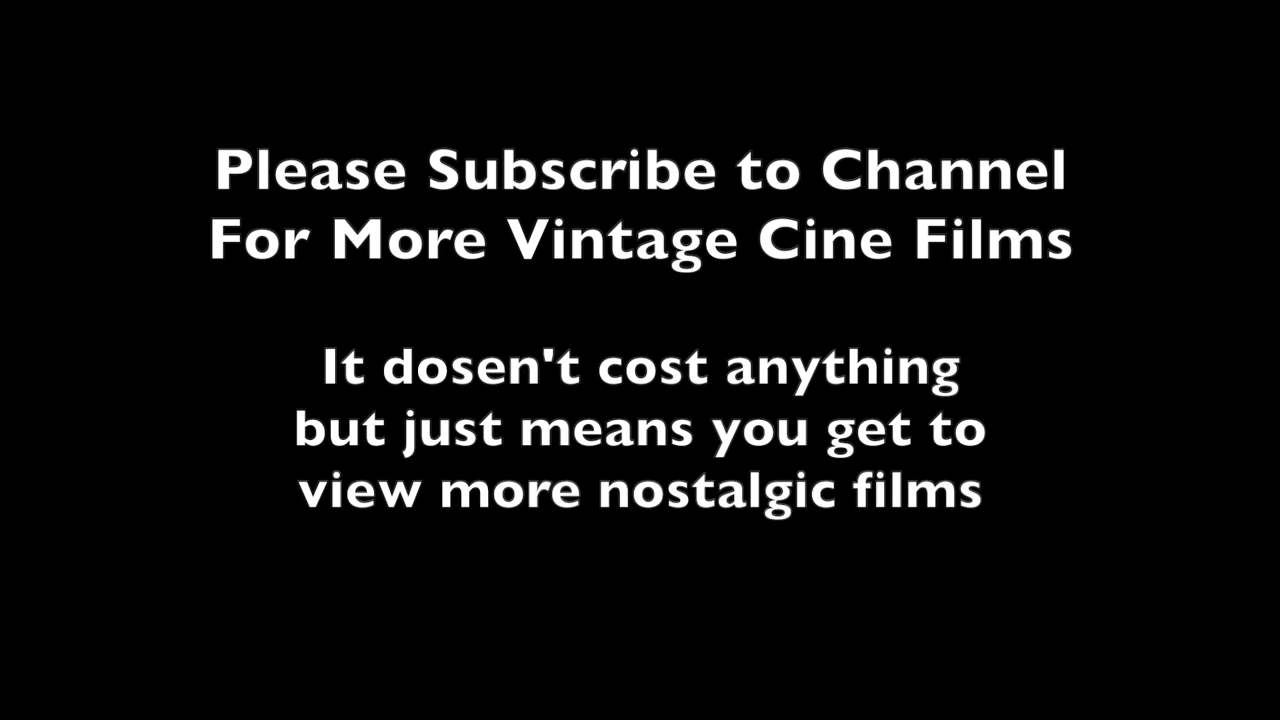 Please Subscribe to Channel
For More Vintage Cine Films
It dosen't cost anything
but just means you get to
view more nostalgic films